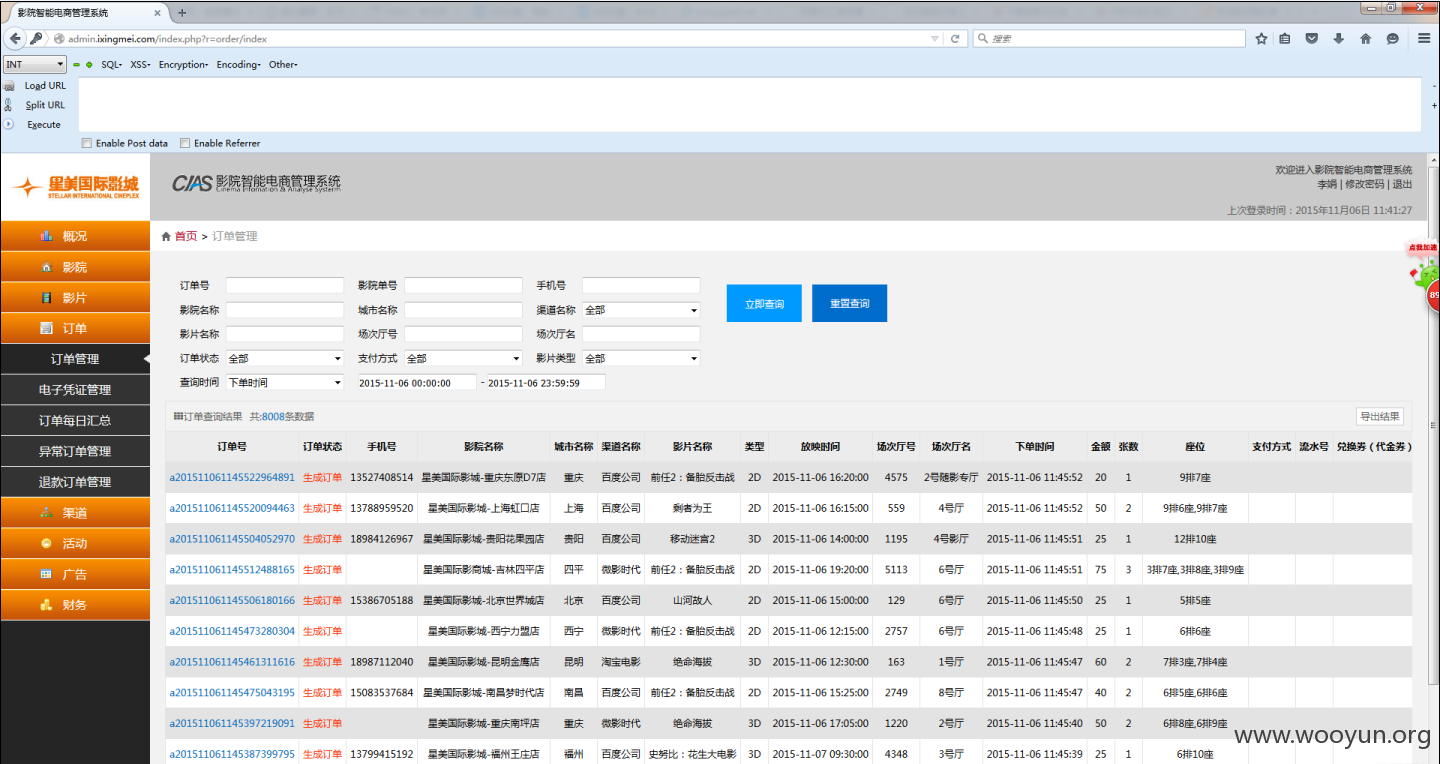 影院智能电商管理系统
admin.ixingmei.com/index.php?r=order/index
搜索
INT SQL- XSS- Encryption- Encoding- Other-
Load URL
Split URL
Execute
Enable Post data Enable Referrer
星美国际影城
STELLAR INTERNATIONAL CINEPLEX
CIAS 影院智能电商管理系统
Cinema Infomation & Analyse System
欢迎进入影院智能电商管理系统
李娟 | 修改密码 | 退出
上次登录时间：2015年11月06日 11:41:27
概况
影院
影片
订单
订单管理
电子凭证管理
订单每日汇总
异常订单管理
退款订单管理
渠道
活动
广告
财务
首页 > 订单管理
点我加速
89
订单号 影院单号 手机号
立即查询 重置查询
影院名称 城市名称 渠道名称 全部
影片名称 场次厅号 场次厅名
订单状态 全部 支付方式 全部 影片类型 全部
查询时间 下单时间 2015-11-06 00:00:00 - 2015-11-06 23:59:59
订单查询结果 共:8008条数据 导出结果
订单号 订单状态 手机号 影院名称 城市名称 渠道名称 影片名称 类型 放映时间 场次厅号 场次厅名 下单时间 金额 张数 座位 支付方式 流水号 兑换券（代金券）
a201511061145522964891 生成订单 13527408514 星美国际影城-重庆东原D7店 重庆 百度公司 前任2：备胎反击战 2D 2015-11-06 16:20:00 4575 2号随影专厅 2015-11-06 11:45:52 20 1 9排7座
a201511061145520094463 生成订单 13788959520 星美国际影城-上海虹口店 上海 百度公司 剩者为王 2D 2015-11-06 16:15:00 559 4号厅 2015-11-06 11:45:52 50 2 9排6座,9排7座
a201511061145504052970 生成订单 18984126967 星美国际影城-贵阳花果园店 贵阳 百度公司 移动迷宫2 3D 2015-11-06 14:00:00 1195 4号影厅 2015-11-06 11:45:51 25 1 12排10座
a201511061145512488165 生成订单 星美国际影商城-吉林四平店 四平 微影时代 前任2：备胎反击战 2D 2015-11-06 19:20:00 5113 6号厅 2015-11-06 11:45:51 75 3 3排7座,3排8座,3排9座
a201511061145506180166 生成订单 15386705188 星美国际影城-北京世界城店 北京 百度公司 山河故人 2D 2015-11-06 15:00:00 129 6号厅 2015-11-06 11:45:50 25 1 5排5座
a201511061145473280304 生成订单 星美国际影城-西宁力盟店 西宁 微影时代 前任2：备胎反击战 2D 2015-11-06 12:15:00 2757 6号厅 2015-11-06 11:45:48 25 1 6排6座
a201511061145461311616 生成订单 18987112040 星美国际影城-昆明金鹰店 昆明 淘宝电影 绝命海拔 3D 2015-11-06 12:30:00 163 1号厅 2015-11-06 11:45:47 60 2 7排3座,7排4座
a201511061145475043195 生成订单 15083537684 星美国际影城-南昌梦时代店 南昌 百度公司 前任2：备胎反击战 2D 2015-11-06 15:25:00 2749 8号厅 2015-11-06 11:45:47 40 2 6排5座,6排6座
a201511061145397219091 生成订单 星美国际影城-重庆南坪店 重庆 微影时代 绝命海拔 3D 2015-11-06 17:05:00 1220 2号厅 2015-11-06 11:45:40 50 2 6排8座,6排9座
a201511061145387399795 生成订单 13799415192 星美国际影城-福州王庄店 福州 百度公司 史努比：花生大电影 3D 2015-11-07 09:30:00 4348 3号厅 2015-11-06 11:45:39 25 1 6排10座
www.wooyun.org